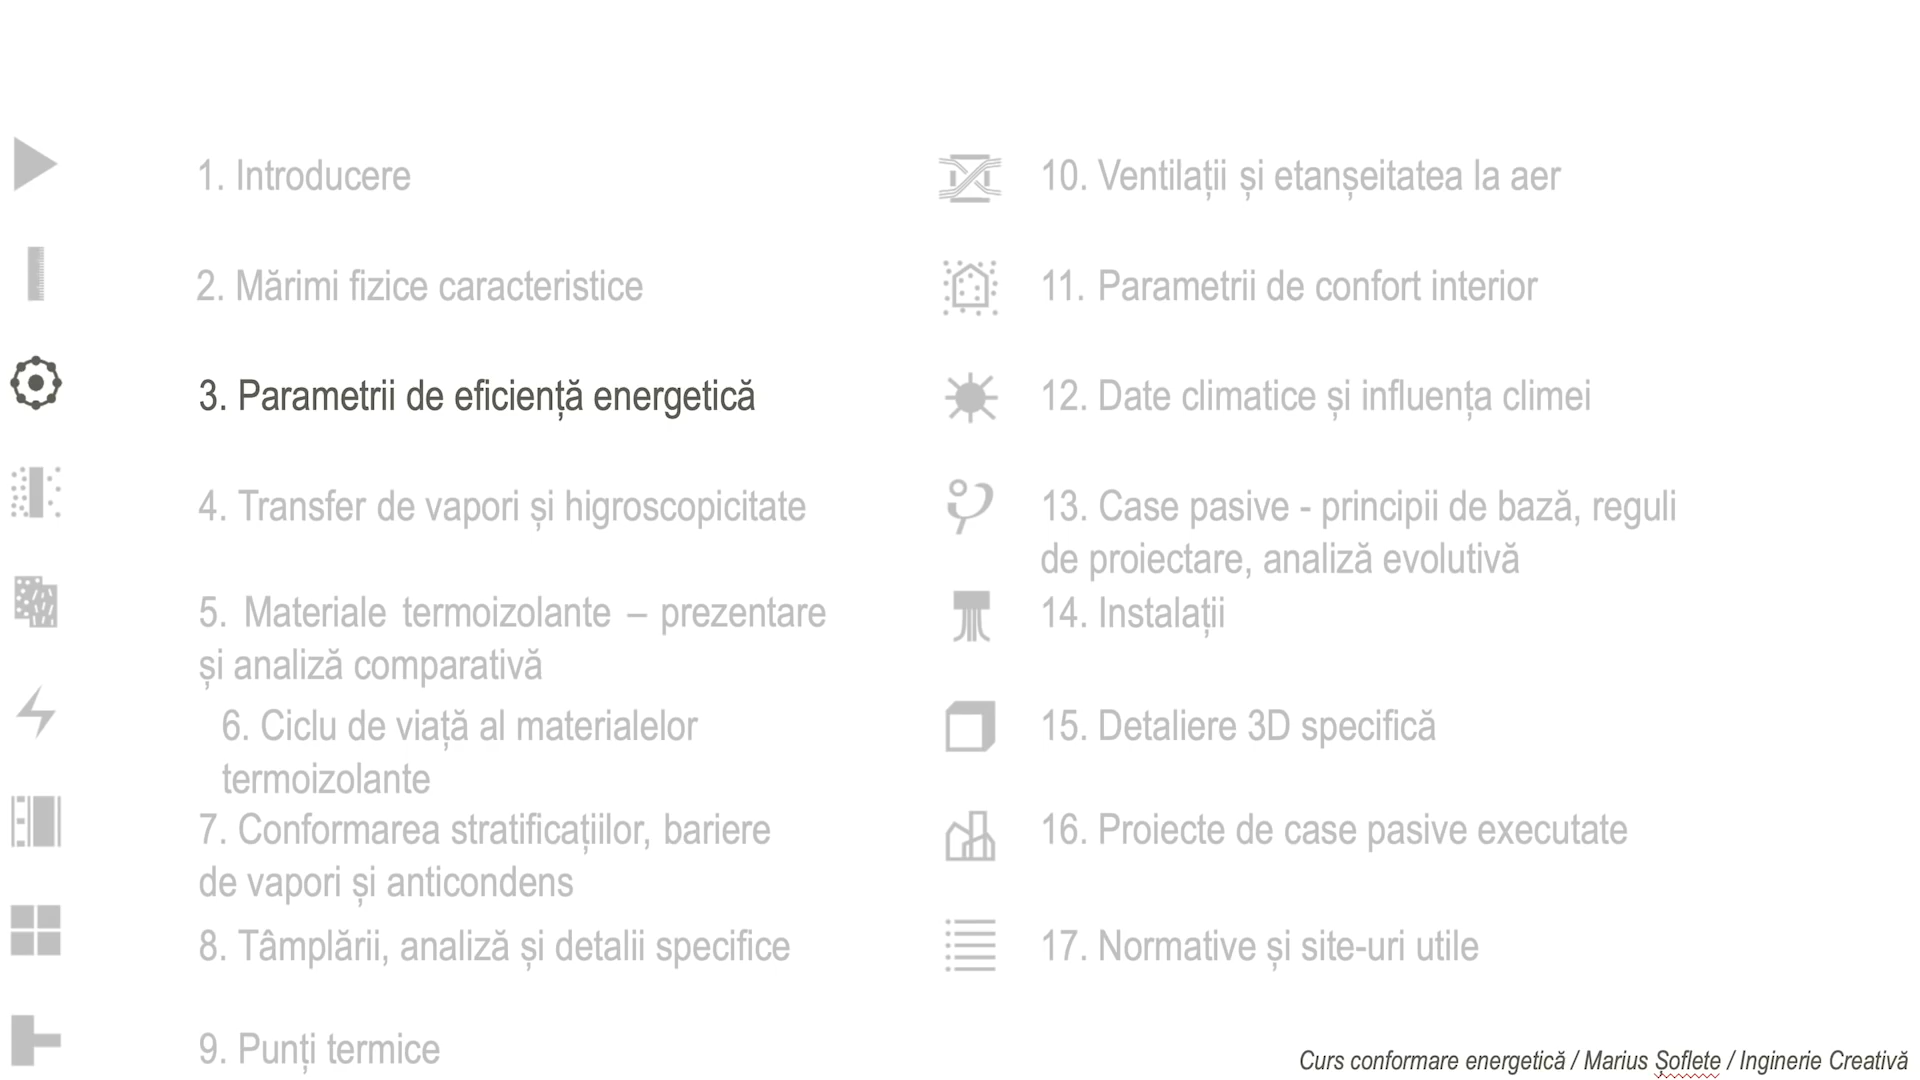 1. Introducere
2. Mărimi fizice caracteristice
3. Parametrii de eficiență energetică
4. Transfer de vapori și higroscopicitate
5. Materiale termoizolante – prezentare
și analiză comparativă
6. Ciclu de viață al materialelor
termoizolante
7. Conformarea stratificațiilor, bariere
de vapori și anticondens
8. Tâmplării, analiză și detalii specifice
9. Punți termice
10. Ventilații și etanșeitatea la aer
11. Parametrii de confort interior
12. Date climatice și influența climei
13. Case pasive - principii de bază, reguli
de proiectare, analiză evolutivă
14. Instalații
15. Detaliere 3D specifică
16. Proiecte de case pasive executate
17. Normative și site-uri utile
Curs conformare energetică / Marius Șoflete / Inginerie Creativă